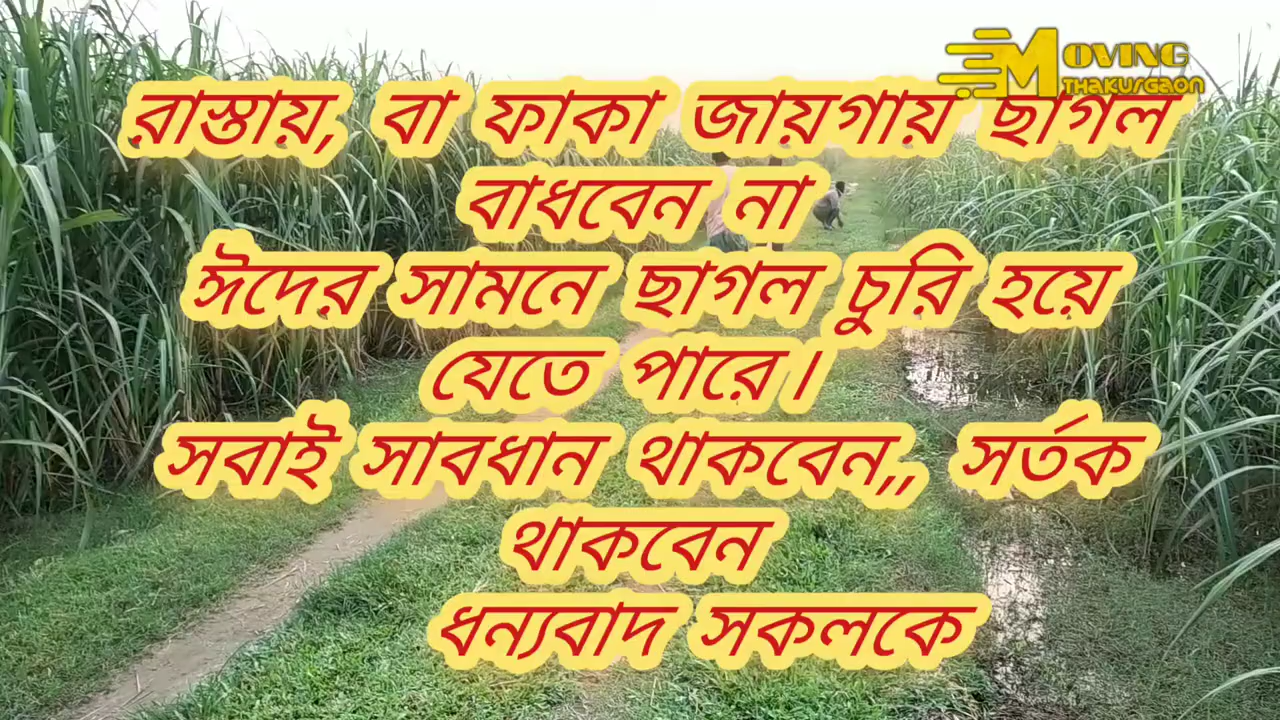 MOVING
THAKURGAON
রাস্তায়, বা ফাকা জায়গায় ছাগল
বাধবেন না
ঈদের সামনে ছাগল চুরি হয়ে
যেতে পারে।
সবাই সাবধান থাকবেন,, সর্তক
থাকবেন
ধন্যবাদ সকলকে